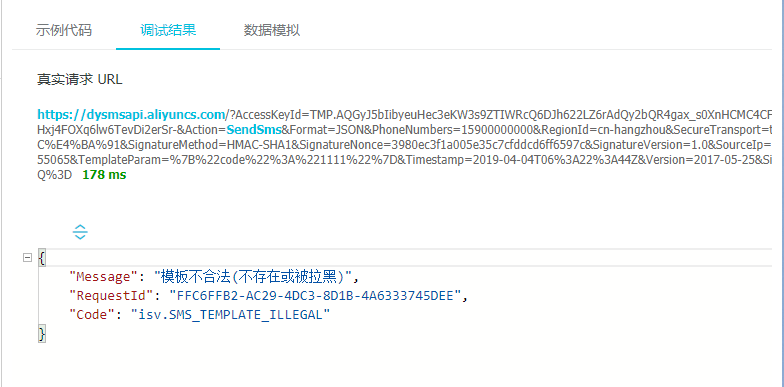 示例代码 调试结果 数据模拟
真实请求 URL
https://dysmsapi.aliyuncs.com/?AccessKeyId=TMP.AQGyJ5bIibyeuHec3eKW3s9ZTIWRcQ6DJh622LZ6rAdQy2bQR4gax_s0XnHCMC4CF
Hxj4FOXq6lw6TevDi2erSr-&Action=SendSms&Format=JSON&PhoneNumbers=15900000000&RegionId=cn-hangzhou&SecureTransport=t
C%E4%BA%91&SignatureMethod=HMAC-SHA1&SignatureNonce=3980ec3f1a005e35c7cfddcd6ff6597c&SignatureVersion=1.0&SourceIp=
55065&TemplateParam=%7B%22code%22%3A%221111%22%7D&Timestamp=2019-04-04T06%3A22%3A44Z&Version=2017-05-25&Si
Q%3D 178 ms
{
"Message": "模板不合法(不存在或被拉黑)",
"RequestId": "FFC6FFB2-AC29-4DC3-8D1B-4A6333745DEE",
"Code": "isv.SMS_TEMPLATE_ILLEGAL"
}